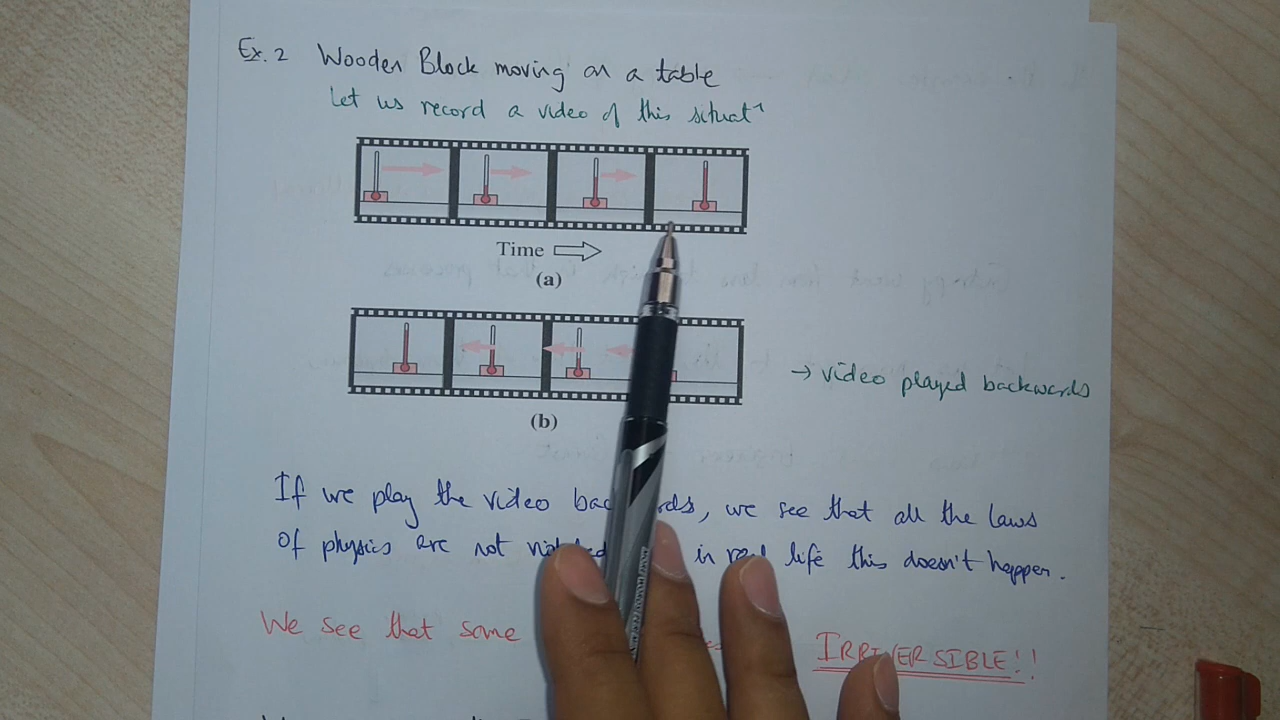 Ex. 2 Wooden Block moving on a table
Let us record a video of this situatⁿ
Time
(a)
→ video played backwards
(b)
If we play the video backwards, we see that all the laws
of physics are not in real life this doesn't happen.
We see that some IRREVERSIBLE!!